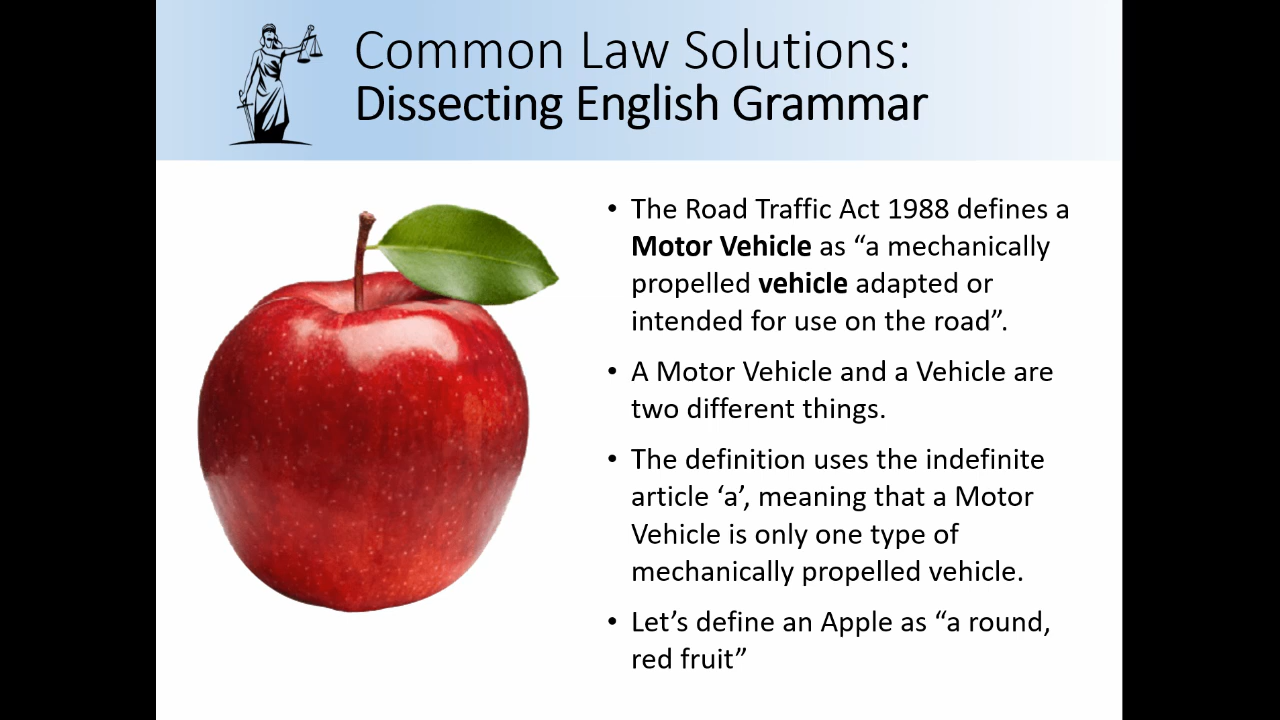 Common Law Solutions:
Dissecting English Grammar
• The Road Traffic Act 1988 defines a
Motor Vehicle as “a mechanically
propelled vehicle adapted or
intended for use on the road”.
• A Motor Vehicle and a Vehicle are
two different things.
• The definition uses the indefinite
article ‘a’, meaning that a Motor
Vehicle is only one type of
mechanically propelled vehicle.
• Let’s define an Apple as “a round,
red fruit”